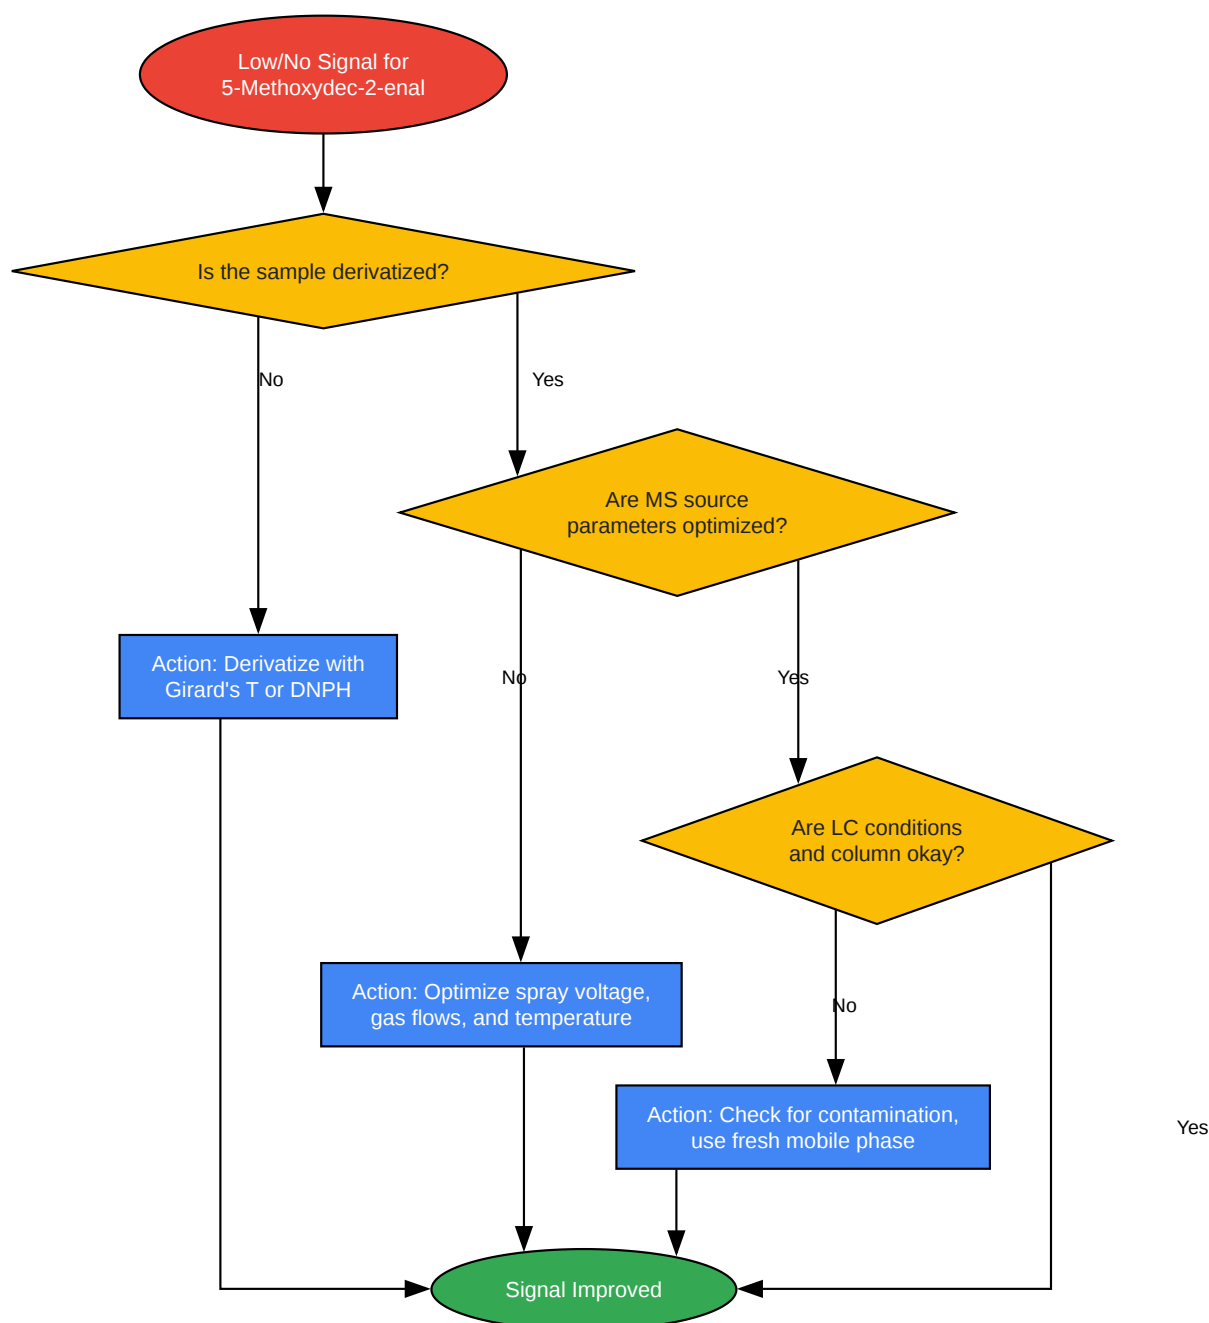 Low/No Signal for
5-Methoxydec-2-enal
Is the sample derivatized?
No
Yes
Are MS source
parameters optimized?
Action: Derivatize with
Girard's T or DNPH
No
Yes
Are LC conditions
and column okay?
Action: Optimize spray voltage,
gas flows, and temperature
No
Action: Check for contamination,
use fresh mobile phase
Yes
Signal Improved